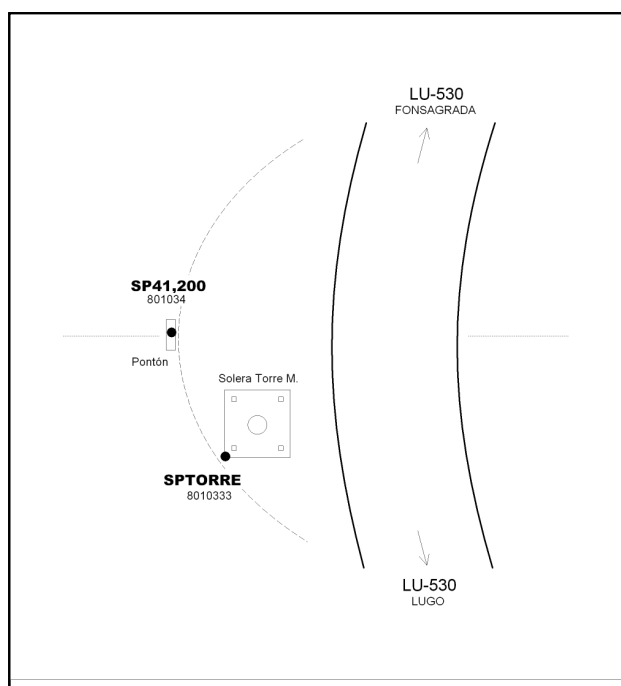 LU-530
FONSAGRADA
SP41,200
801034
Pontón
Solera Torre M.
SPTORRE
8010333
LU-530
LUGO